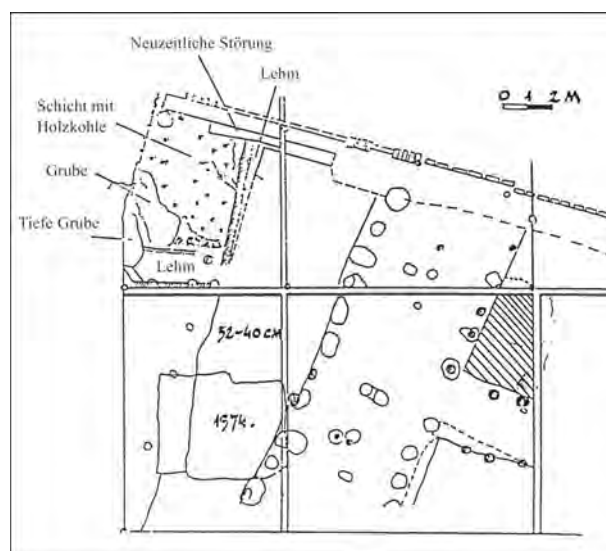 Neuzeitliche Störung
Lehm
0 1 2 M
Schicht mit
Holzkohle
Grube
Tiefe Grube
Lehm
52-40 CM
1974.